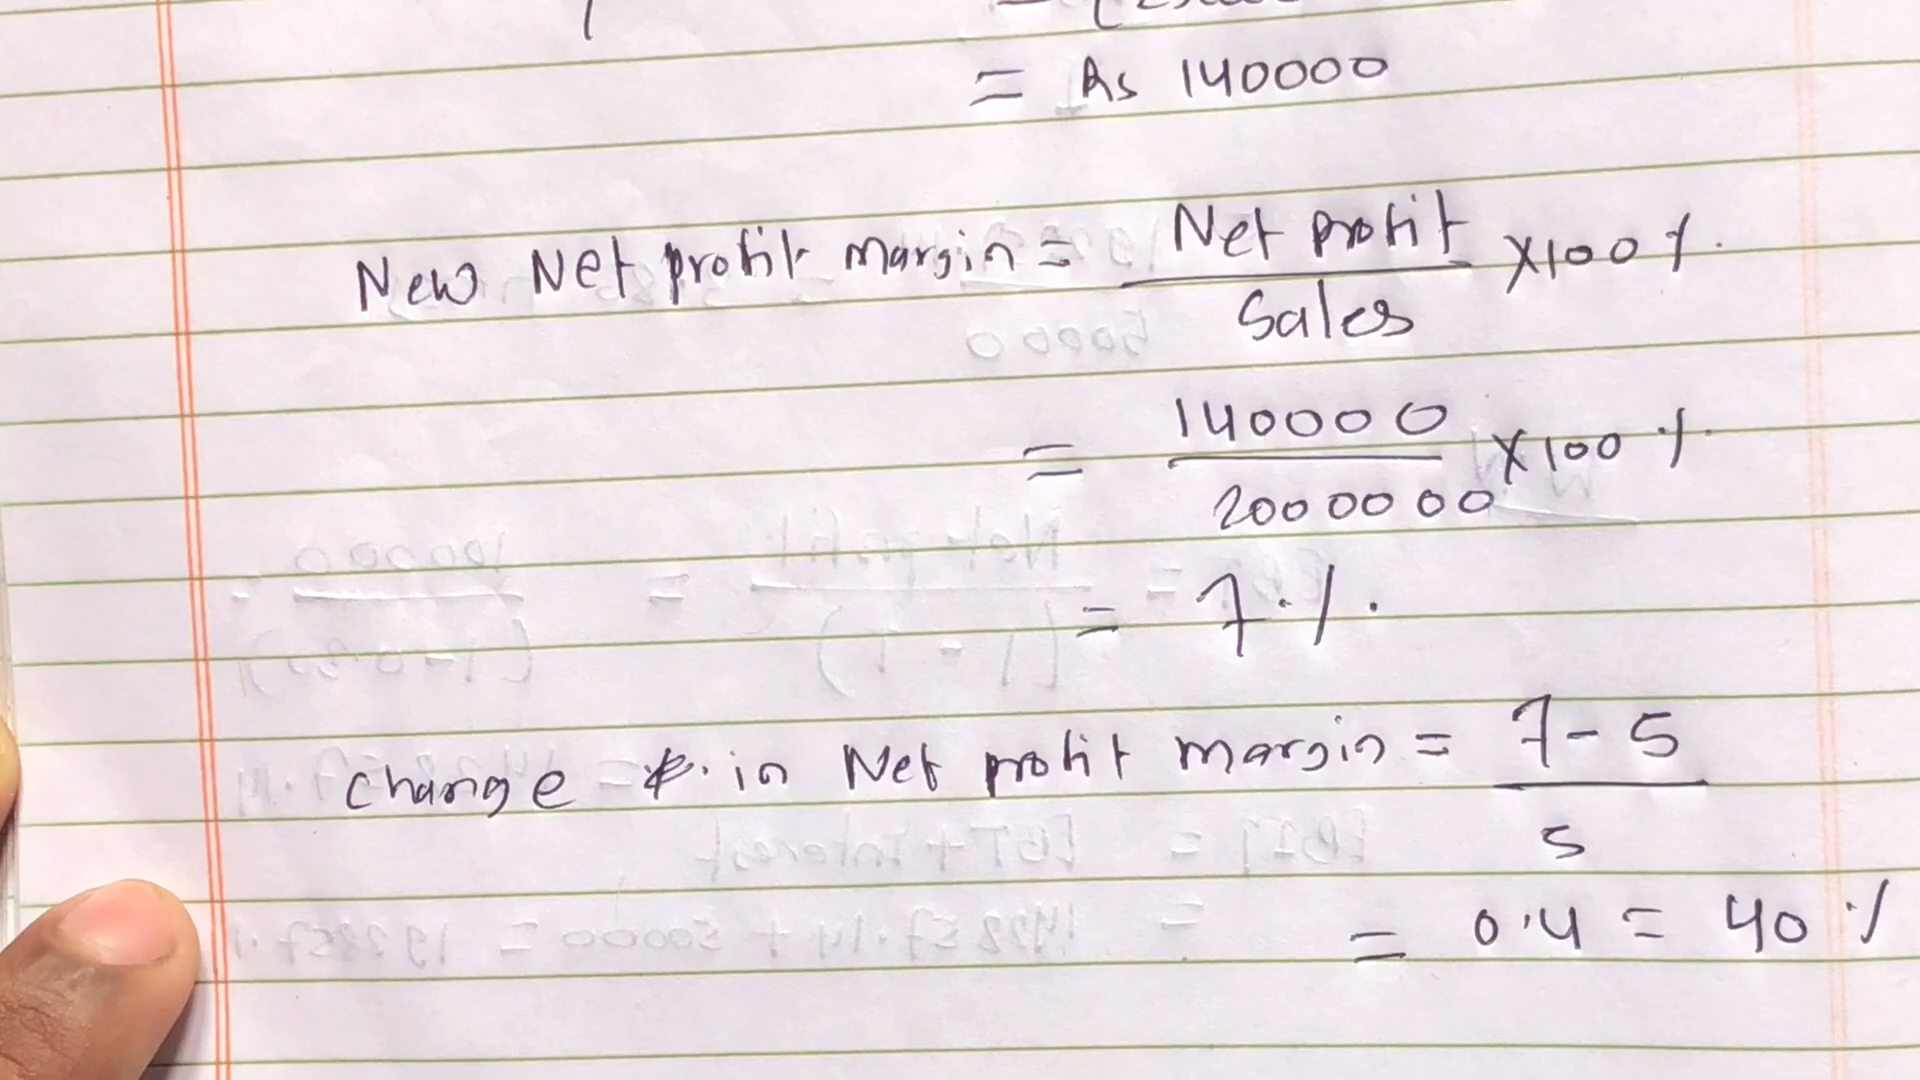 = Rs 140000
New Net profit margin = Net profit / Sales × 100 %.
= 140000 / 2000000 × 100 %.
= 7 %.
Change in Net profit margin = 7 - 5 / 5
= 0.4 = 40 %